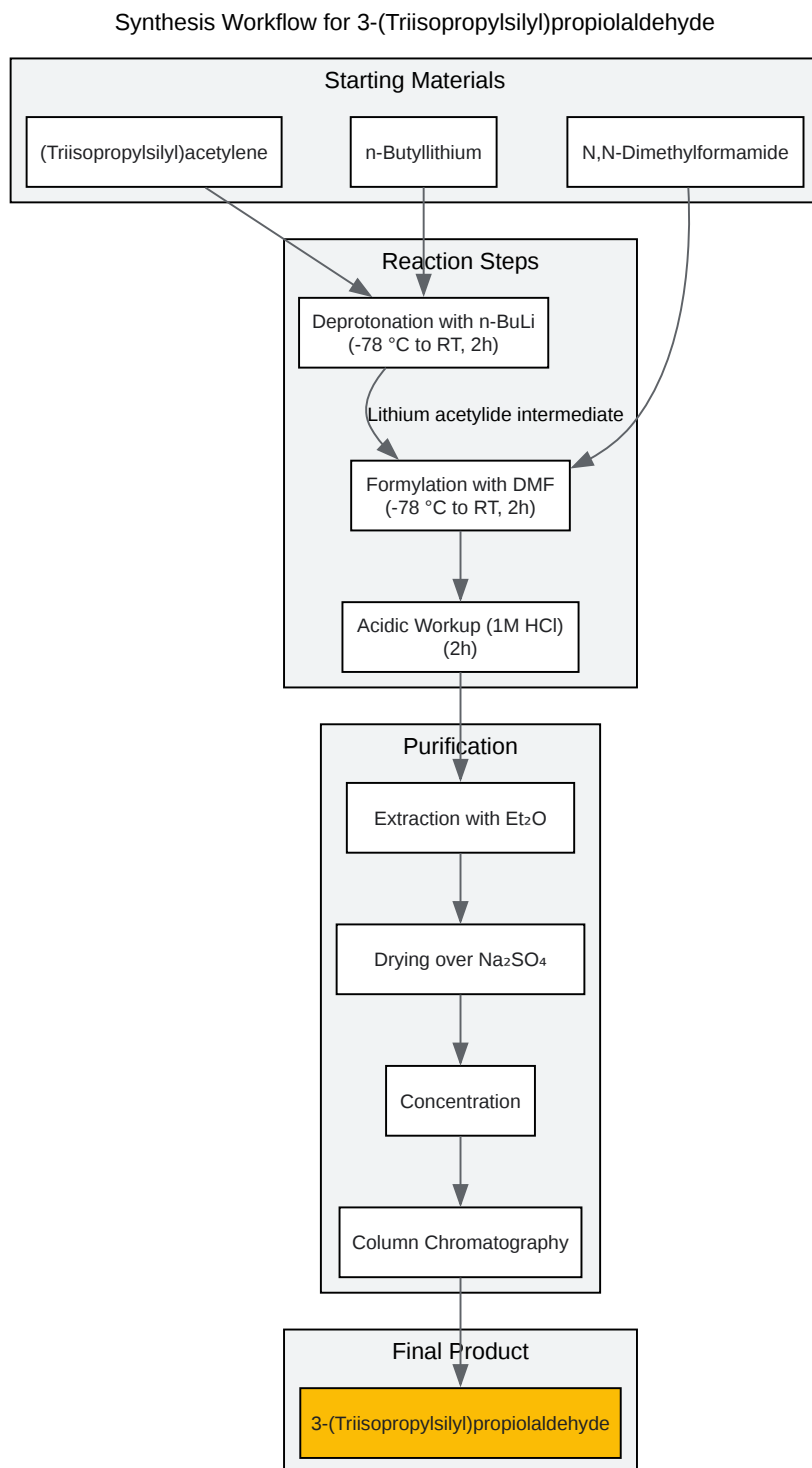 Synthesis Workflow for 3-(Triisopropylsilyl)propiolaldehyde
Starting Materials
(Triisopropylsilyl)acetylene
n-Butyllithium
N,N-Dimethylformamide
Reaction Steps
Deprotonation with n-BuLi
(-78 °C to RT, 2h)
Lithium acetylide intermediate
Formylation with DMF
(-78 °C to RT, 2h)
Acidic Workup (1M HCl)
(2h)
Purification
Extraction with Et₂O
Drying over Na₂SO₄
Concentration
Column Chromatography
Final Product
3-(Triisopropylsilyl)propiolaldehyde